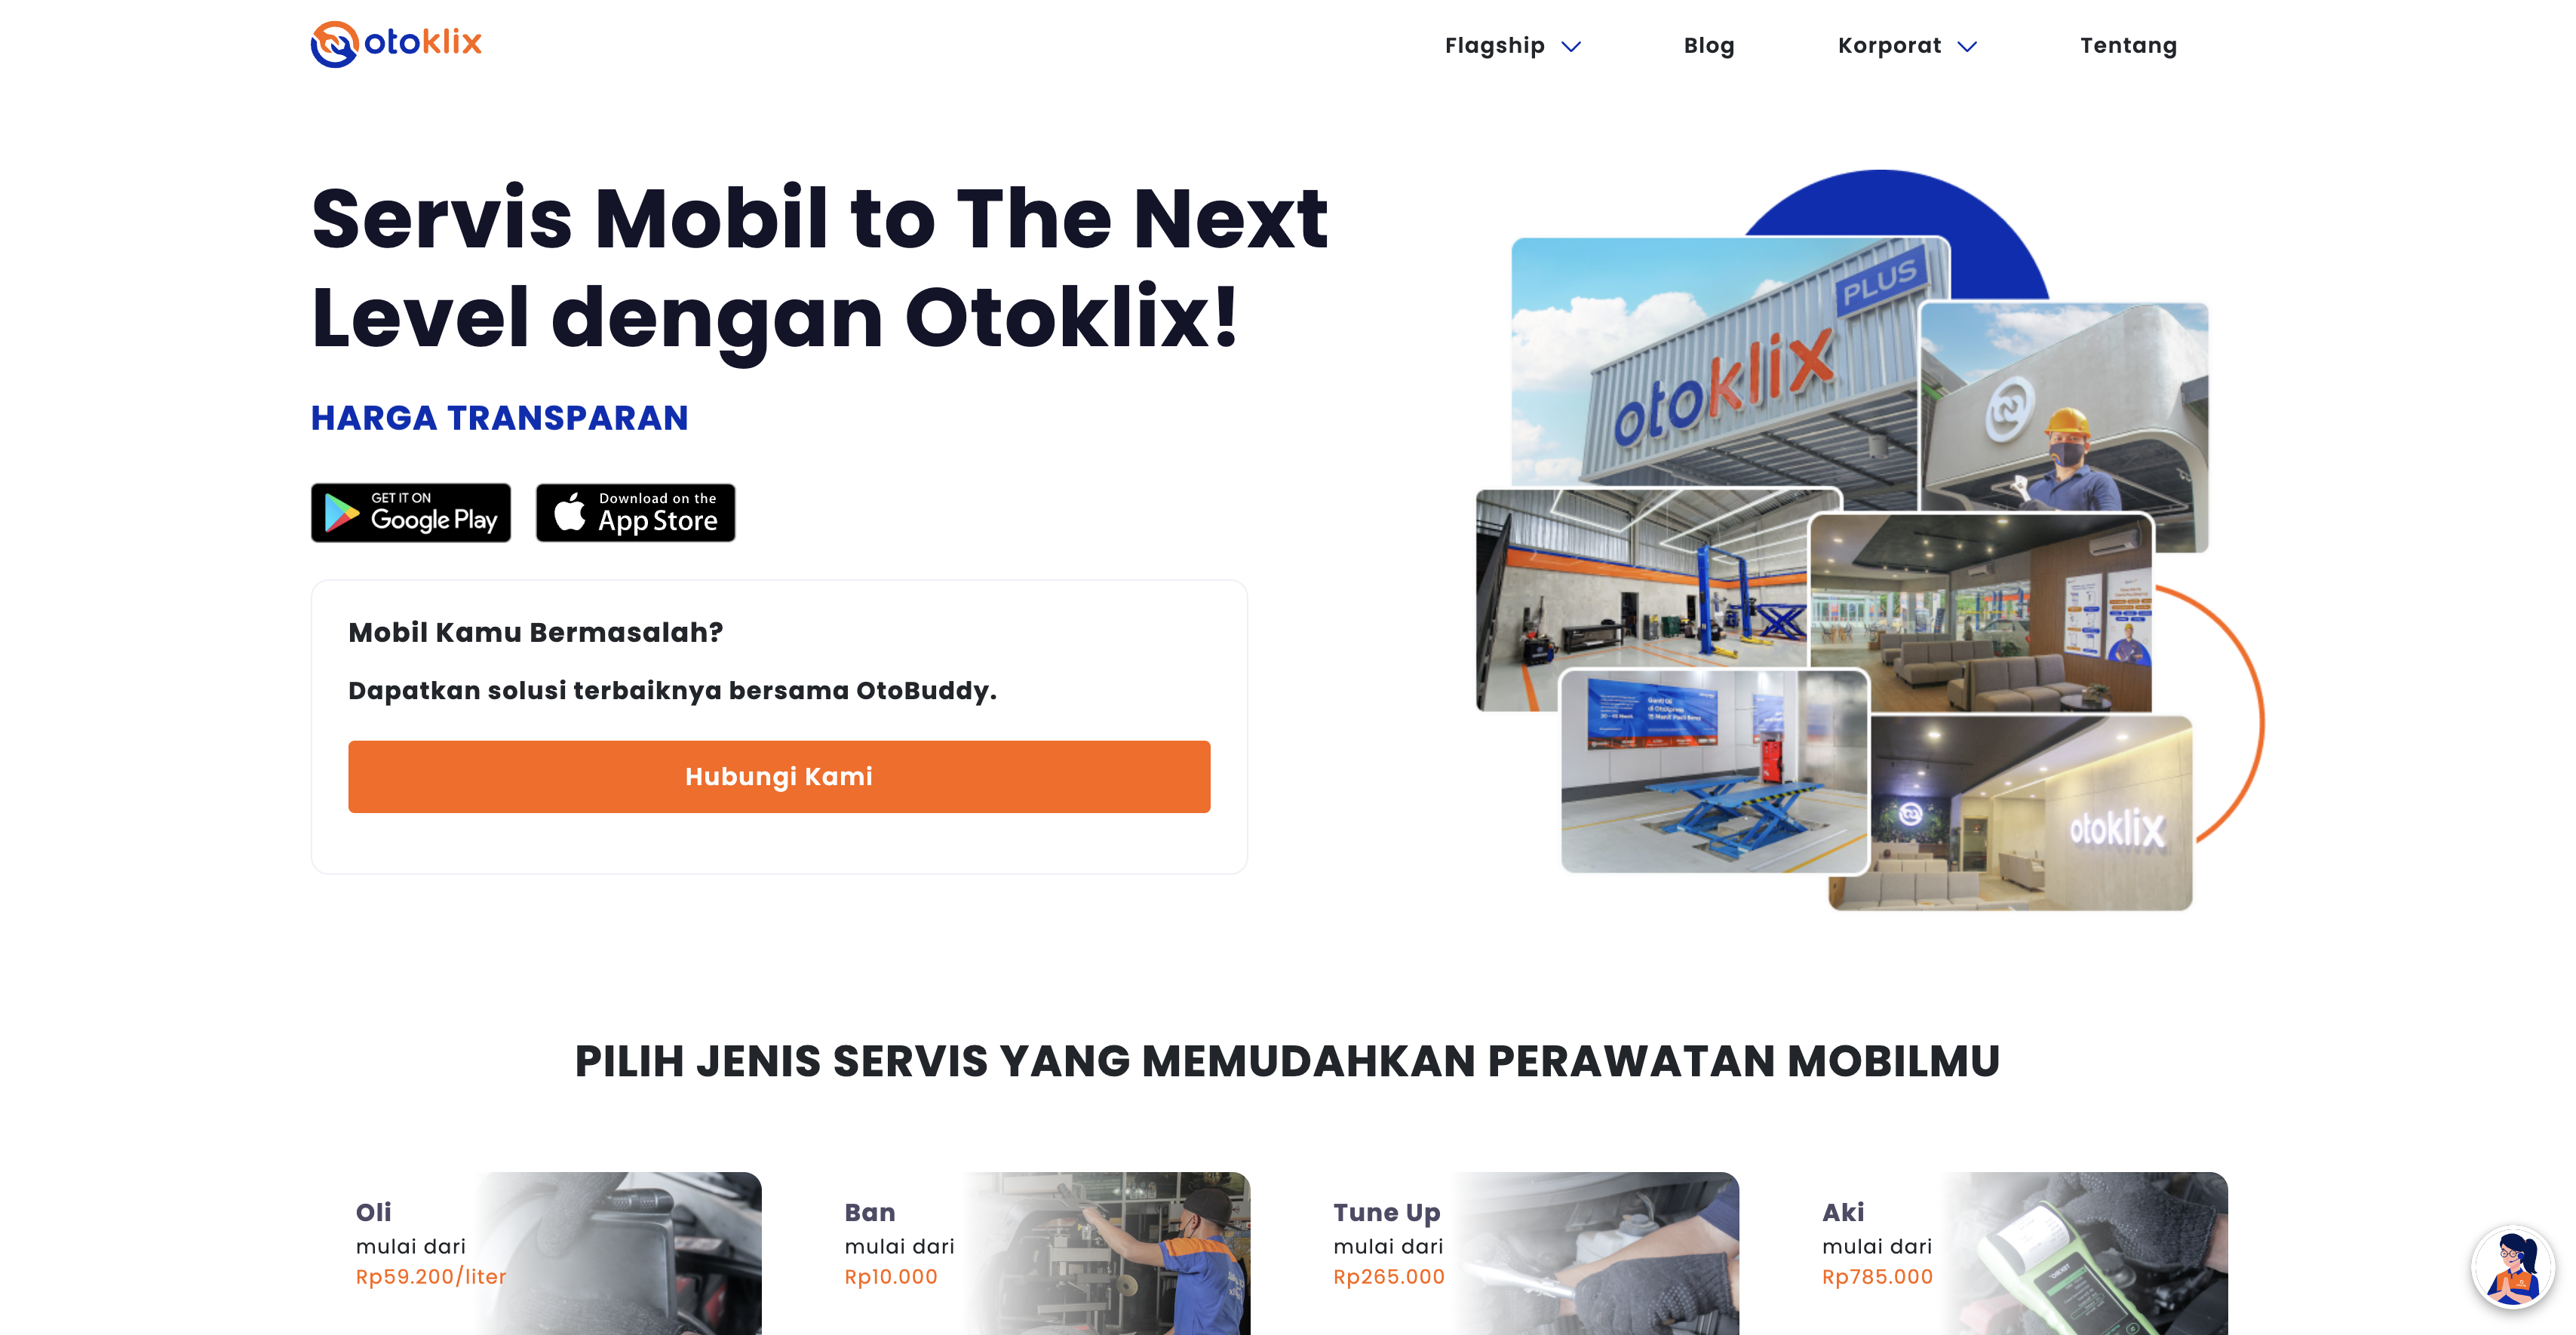 otoklix
Flagship
Blog
Korporat
Tentang
Servis Mobil to The Next
Level dengan Otoklix!
HARGA TRANSPARAN
GET IT ON
Google Play
Download on the
App Store
Mobil Kamu Bermasalah?
Dapatkan solusi terbaiknya bersama OtoBuddy.
Hubungi Kami
PLUS
otoklix
otoklix
PILIH JENIS SERVIS YANG MEMUDAHKAN PERAWATAN MOBILMU
Oli
mulai dari
Rp59.200/liter
Ban
mulai dari
Rp10.000
Tune Up
mulai dari
Rp265.000
Aki
mulai dari
Rp785.000